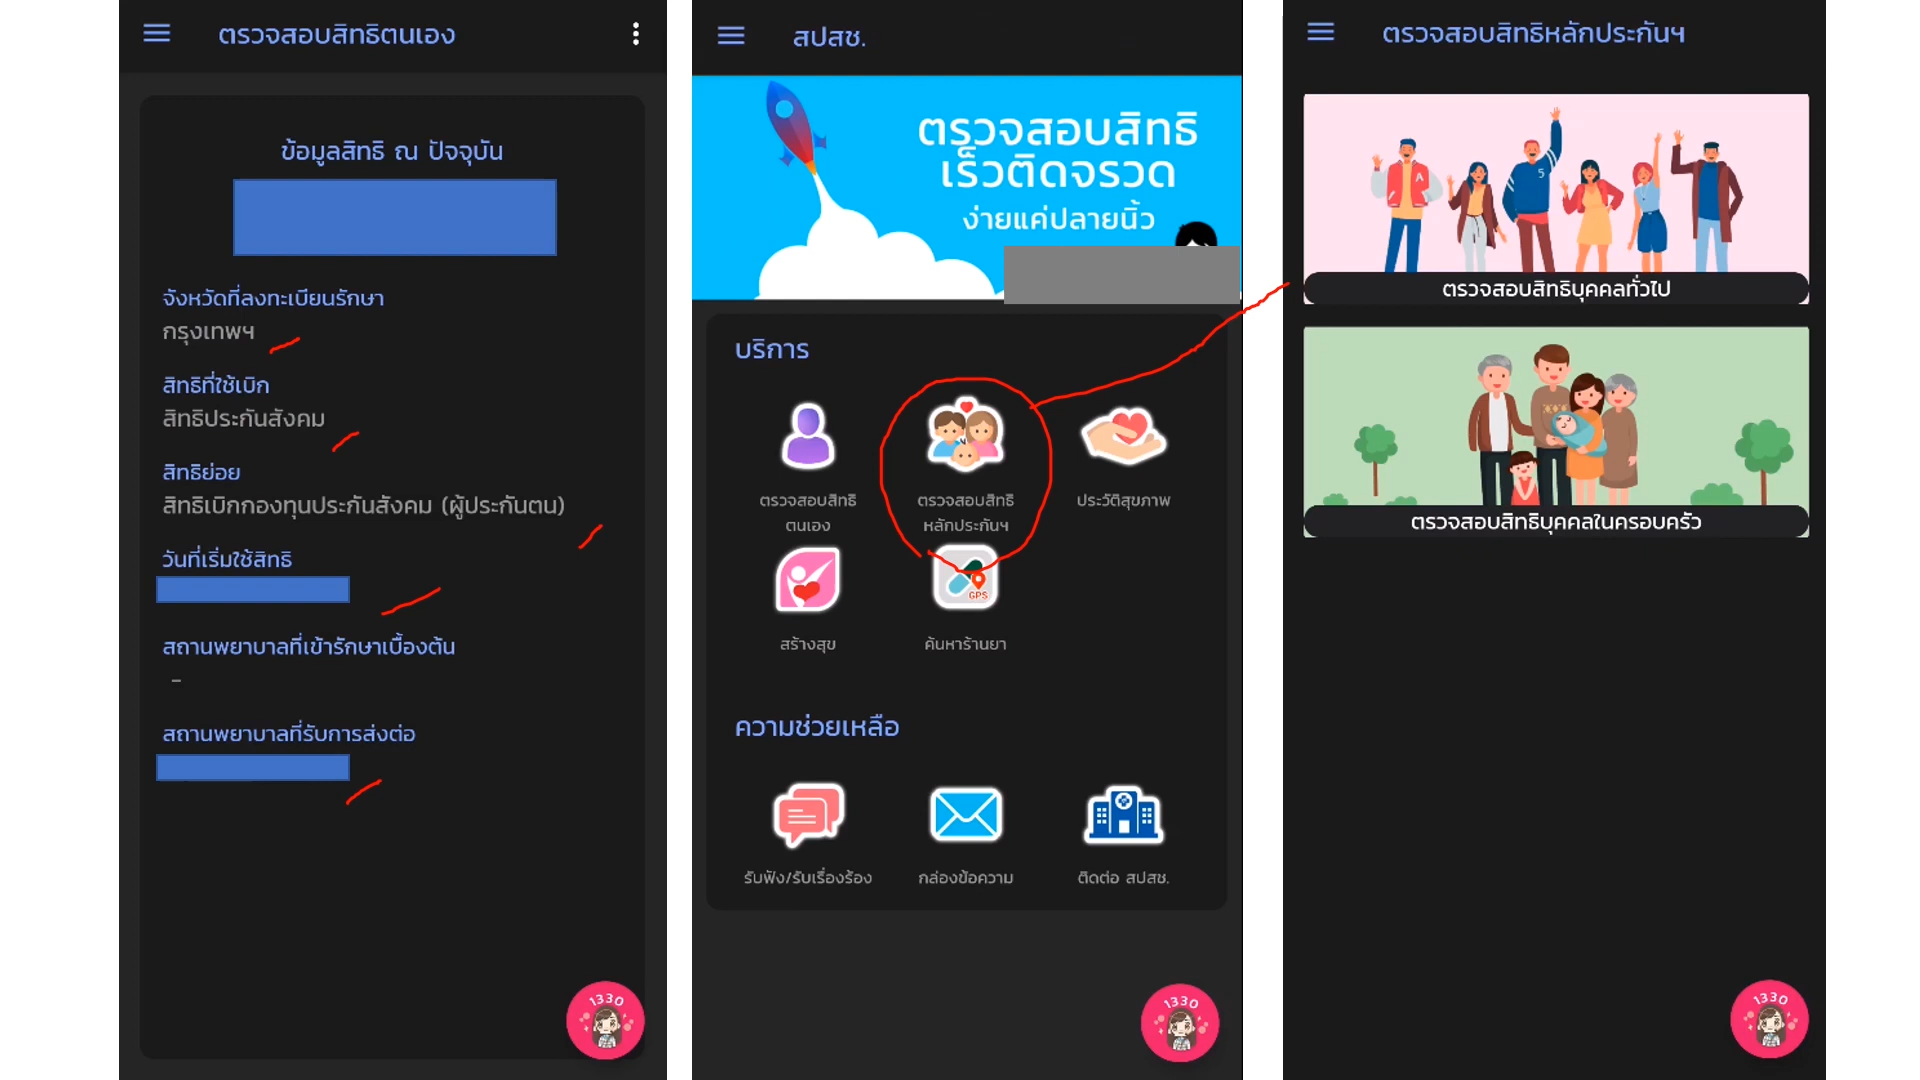 ตรวจสอบสิทธิตนเอง
ข้อมูลสิทธิ ณ ปัจจุบัน
จังหวัดที่ลงทะเบียนรักษา
กรุงเทพฯ
สิทธิที่ใช้เบิก
สิทธิประกันสังคม
สิทธิย่อย
สิทธิเบิกกองทุนประกันสังคม (ผู้ประกันตน)
วันที่เริ่มใช้สิทธิ
สถานพยาบาลที่เข้ารักษาเบื้องต้น
-
สถานพยาบาลที่รับการส่งต่อ
1330
สปสช.
ตรวจสอบสิทธิ
เร็วติดจรวด
ง่ายแค่ปลายนิ้ว
บริการ
ตรวจสอบสิทธิ
ตนเอง
ตรวจสอบสิทธิ
หลักประกันฯ
ประวัติสุขภาพ
GPS
สร้างสุข
ค้นหาร้านยา
ความช่วยเหลือ
รับฟัง/รับเรื่องร้อง
กล่องข้อความ
ติดต่อ สปสช.
1330
ตรวจสอบสิทธิหลักประกันฯ
A
5
ตรวจสอบสิทธิบุคคลทั่วไป
ตรวจสอบสิทธิบุคคลในครอบครัว
1330